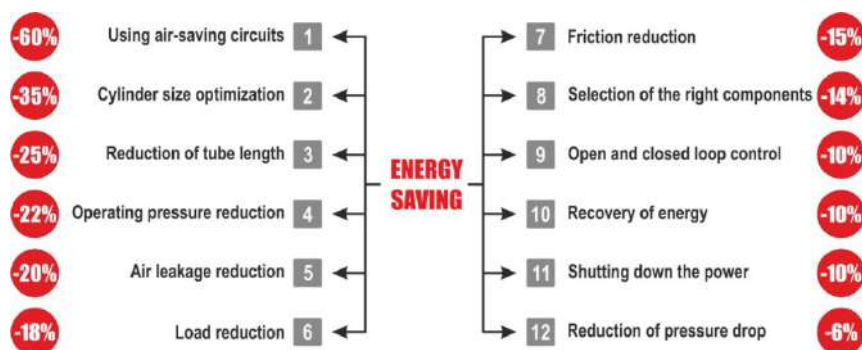 -60% Using air-saving circuits 1
-35% Cylinder size optimization 2
-25% Reduction of tube length 3
-22% Operating pressure reduction 4
-20% Air leakage reduction 5
-18% Load reduction 6
ENERGY
SAVING
7 Friction reduction -15%
8 Selection of the right components -14%
9 Open and closed loop control -10%
10 Recovery of energy -10%
11 Shutting down the power -10%
12 Reduction of pressure drop -6%